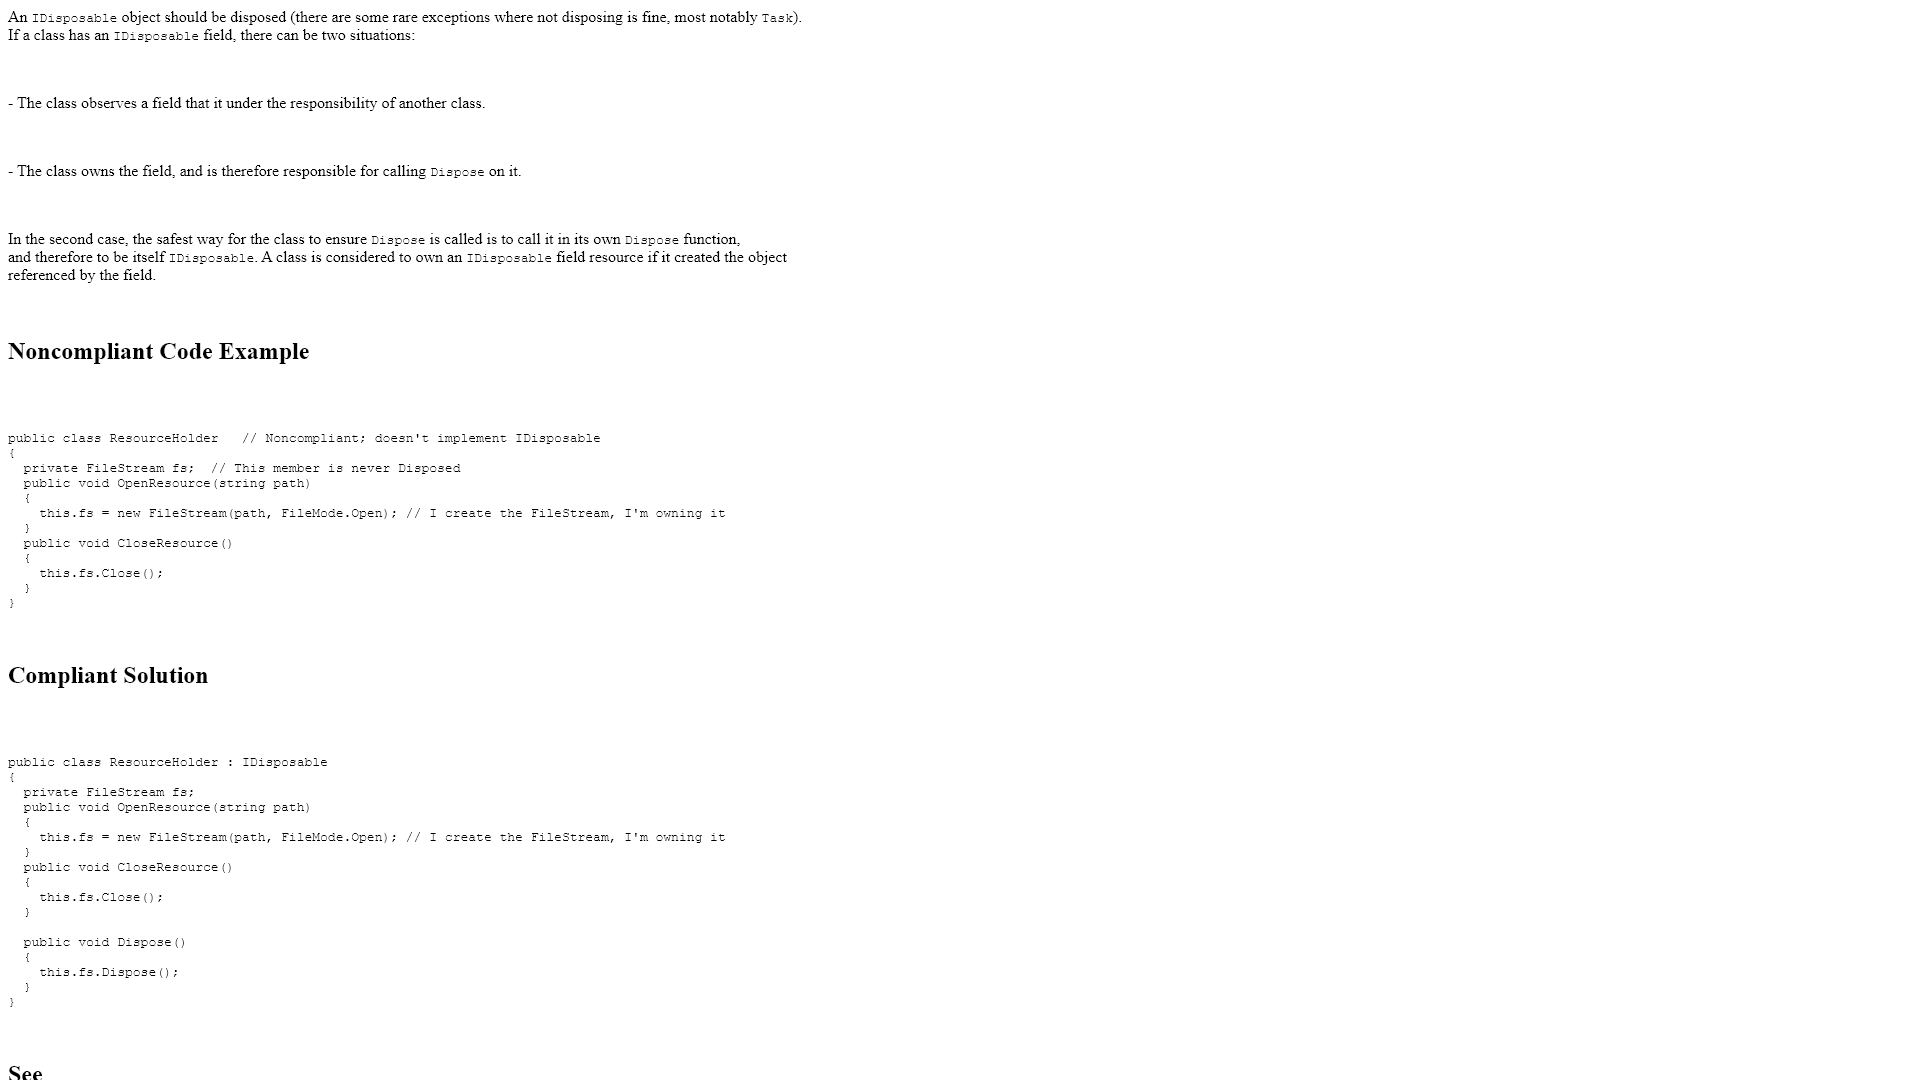 An IDisposable object should be disposed (there are some rare exceptions where not disposing is fine, most notably Task).
If a class has an IDisposable field, there can be two situations:
- The class observes a field that it under the responsibility of another class.
- The class owns the field, and is therefore responsible for calling Dispose on it.
In the second case, the safest way for the class to ensure Dispose is called is to call it in its own Dispose function,
and therefore to be itself IDisposable. A class is considered to own an IDisposable field resource if it created the object
referenced by the field.
Noncompliant Code Example
public class ResourceHolder   // Noncompliant; doesn't implement IDisposable
{
  private FileStream fs;  // This member is never Disposed
  public void OpenResource(string path)
  {
    this.fs = new FileStream(path, FileMode.Open); // I create the FileStream, I'm owning it
  }
  public void CloseResource()
  {
    this.fs.Close();
  }
}
Compliant Solution
public class ResourceHolder : IDisposable
{
  private FileStream fs;
  public void OpenResource(string path)
  {
    this.fs = new FileStream(path, FileMode.Open); // I create the FileStream, I'm owning it
  }
  public void CloseResource()
  {
    this.fs.Close();
  }
  public void Dispose()
  {
    this.fs.Dispose();
  }
}
See